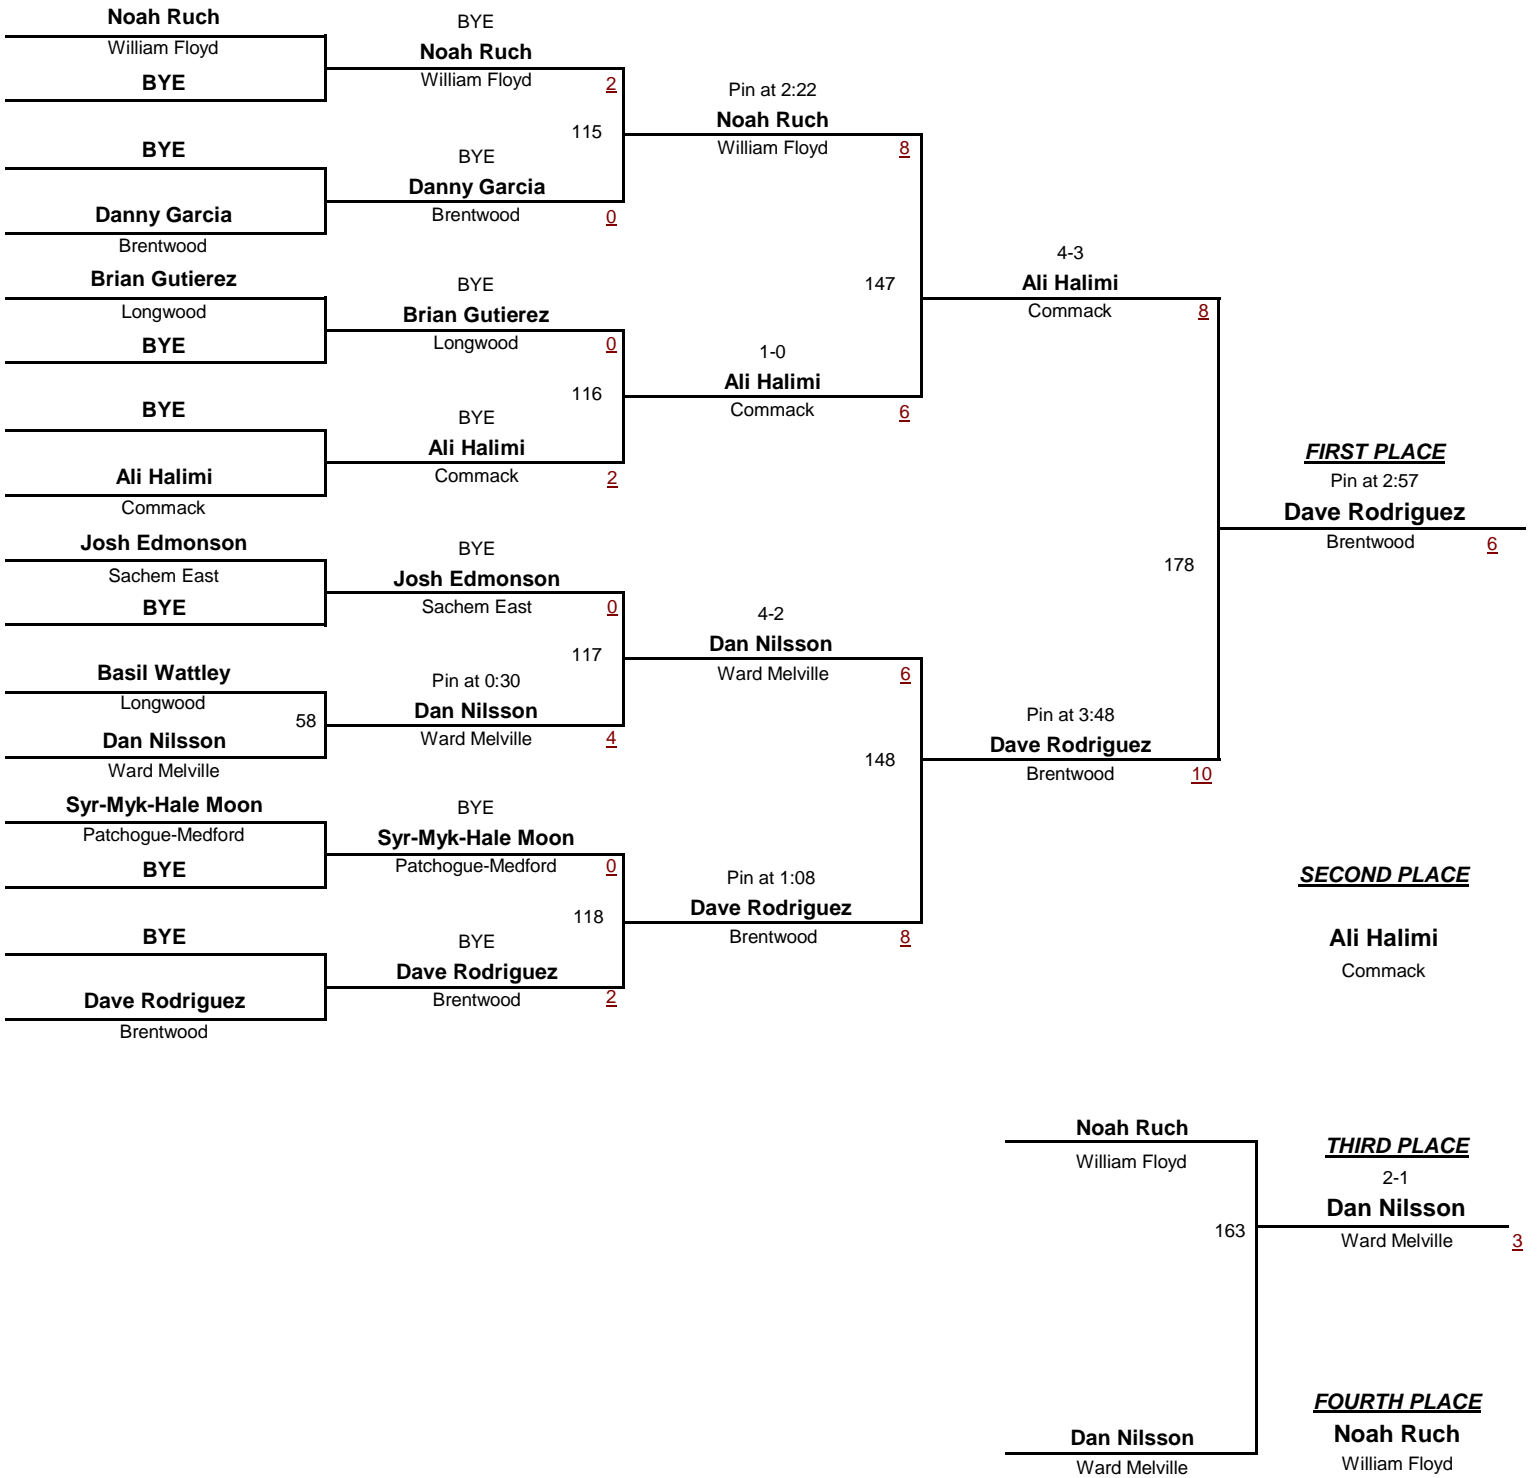 Noah Ruch
William Floyd
BYE
BYE
Danny Garcia
Brentwood
Brian Gutierez
Longwood
BYE
BYE
Ali Halimi
Commack
Josh Edmonson
Sachem East
BYE
Basil Wattley
Longwood
58
Dan Nilsson
Ward Melville
Syr-Myk-Hale Moon
Patchogue-Medford
BYE
BYE
Dave Rodriguez
Brentwood
BYE
Noah Ruch
William Floyd
2
115
BYE
Danny Garcia
Brentwood
0
BYE
Brian Gutierez
Longwood
0
116
BYE
Ali Halimi
Commack
2
BYE
Josh Edmonson
Sachem East
0
117
Pin at 0:30
Dan Nilsson
Ward Melville
4
BYE
Syr-Myk-Hale Moon
Patchogue-Medford
0
118
BYE
Dave Rodriguez
Brentwood
2
Pin at 2:22
Noah Ruch
William Floyd
8
147
1-0
Ali Halimi
Commack
6
4-2
Dan Nilsson
Ward Melville
6
148
Pin at 1:08
Dave Rodriguez
Brentwood
8
4-3
Ali Halimi
Commack
8
178
Pin at 3:48
Dave Rodriguez
Brentwood
10
FIRST PLACE
Pin at 2:57
Dave Rodriguez
Brentwood
6
SECOND PLACE
Ali Halimi
Commack
Noah Ruch
William Floyd
163
Dan Nilsson
Ward Melville
THIRD PLACE
2-1
Dan Nilsson
Ward Melville
3
FOURTH PLACE
Noah Ruch
William Floyd